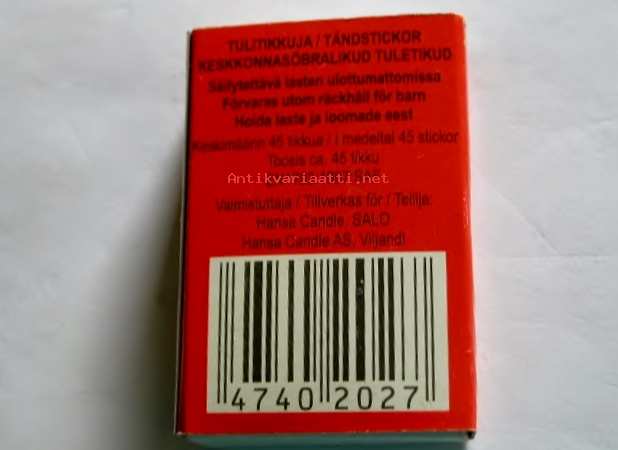 TULITIKKUJA / TÄNDSTICKOR
KESKKONNASÕBRALIKUD TULETIKUD
Säilytettävä lasten ulottumattomissa
Förvaras utom räckhåll för barn
Hoida laste ja loomade eest
Keskimäärin 45 tikkua / I medeltal 45 stickor
Toosis ca. 45 tikku
Antikvariaatti.net
Valmistuttaja / Tillverkas för / Tellija:
Hansa Candle, SALO
Hansa Candle AS, Viljandi
4740 2027